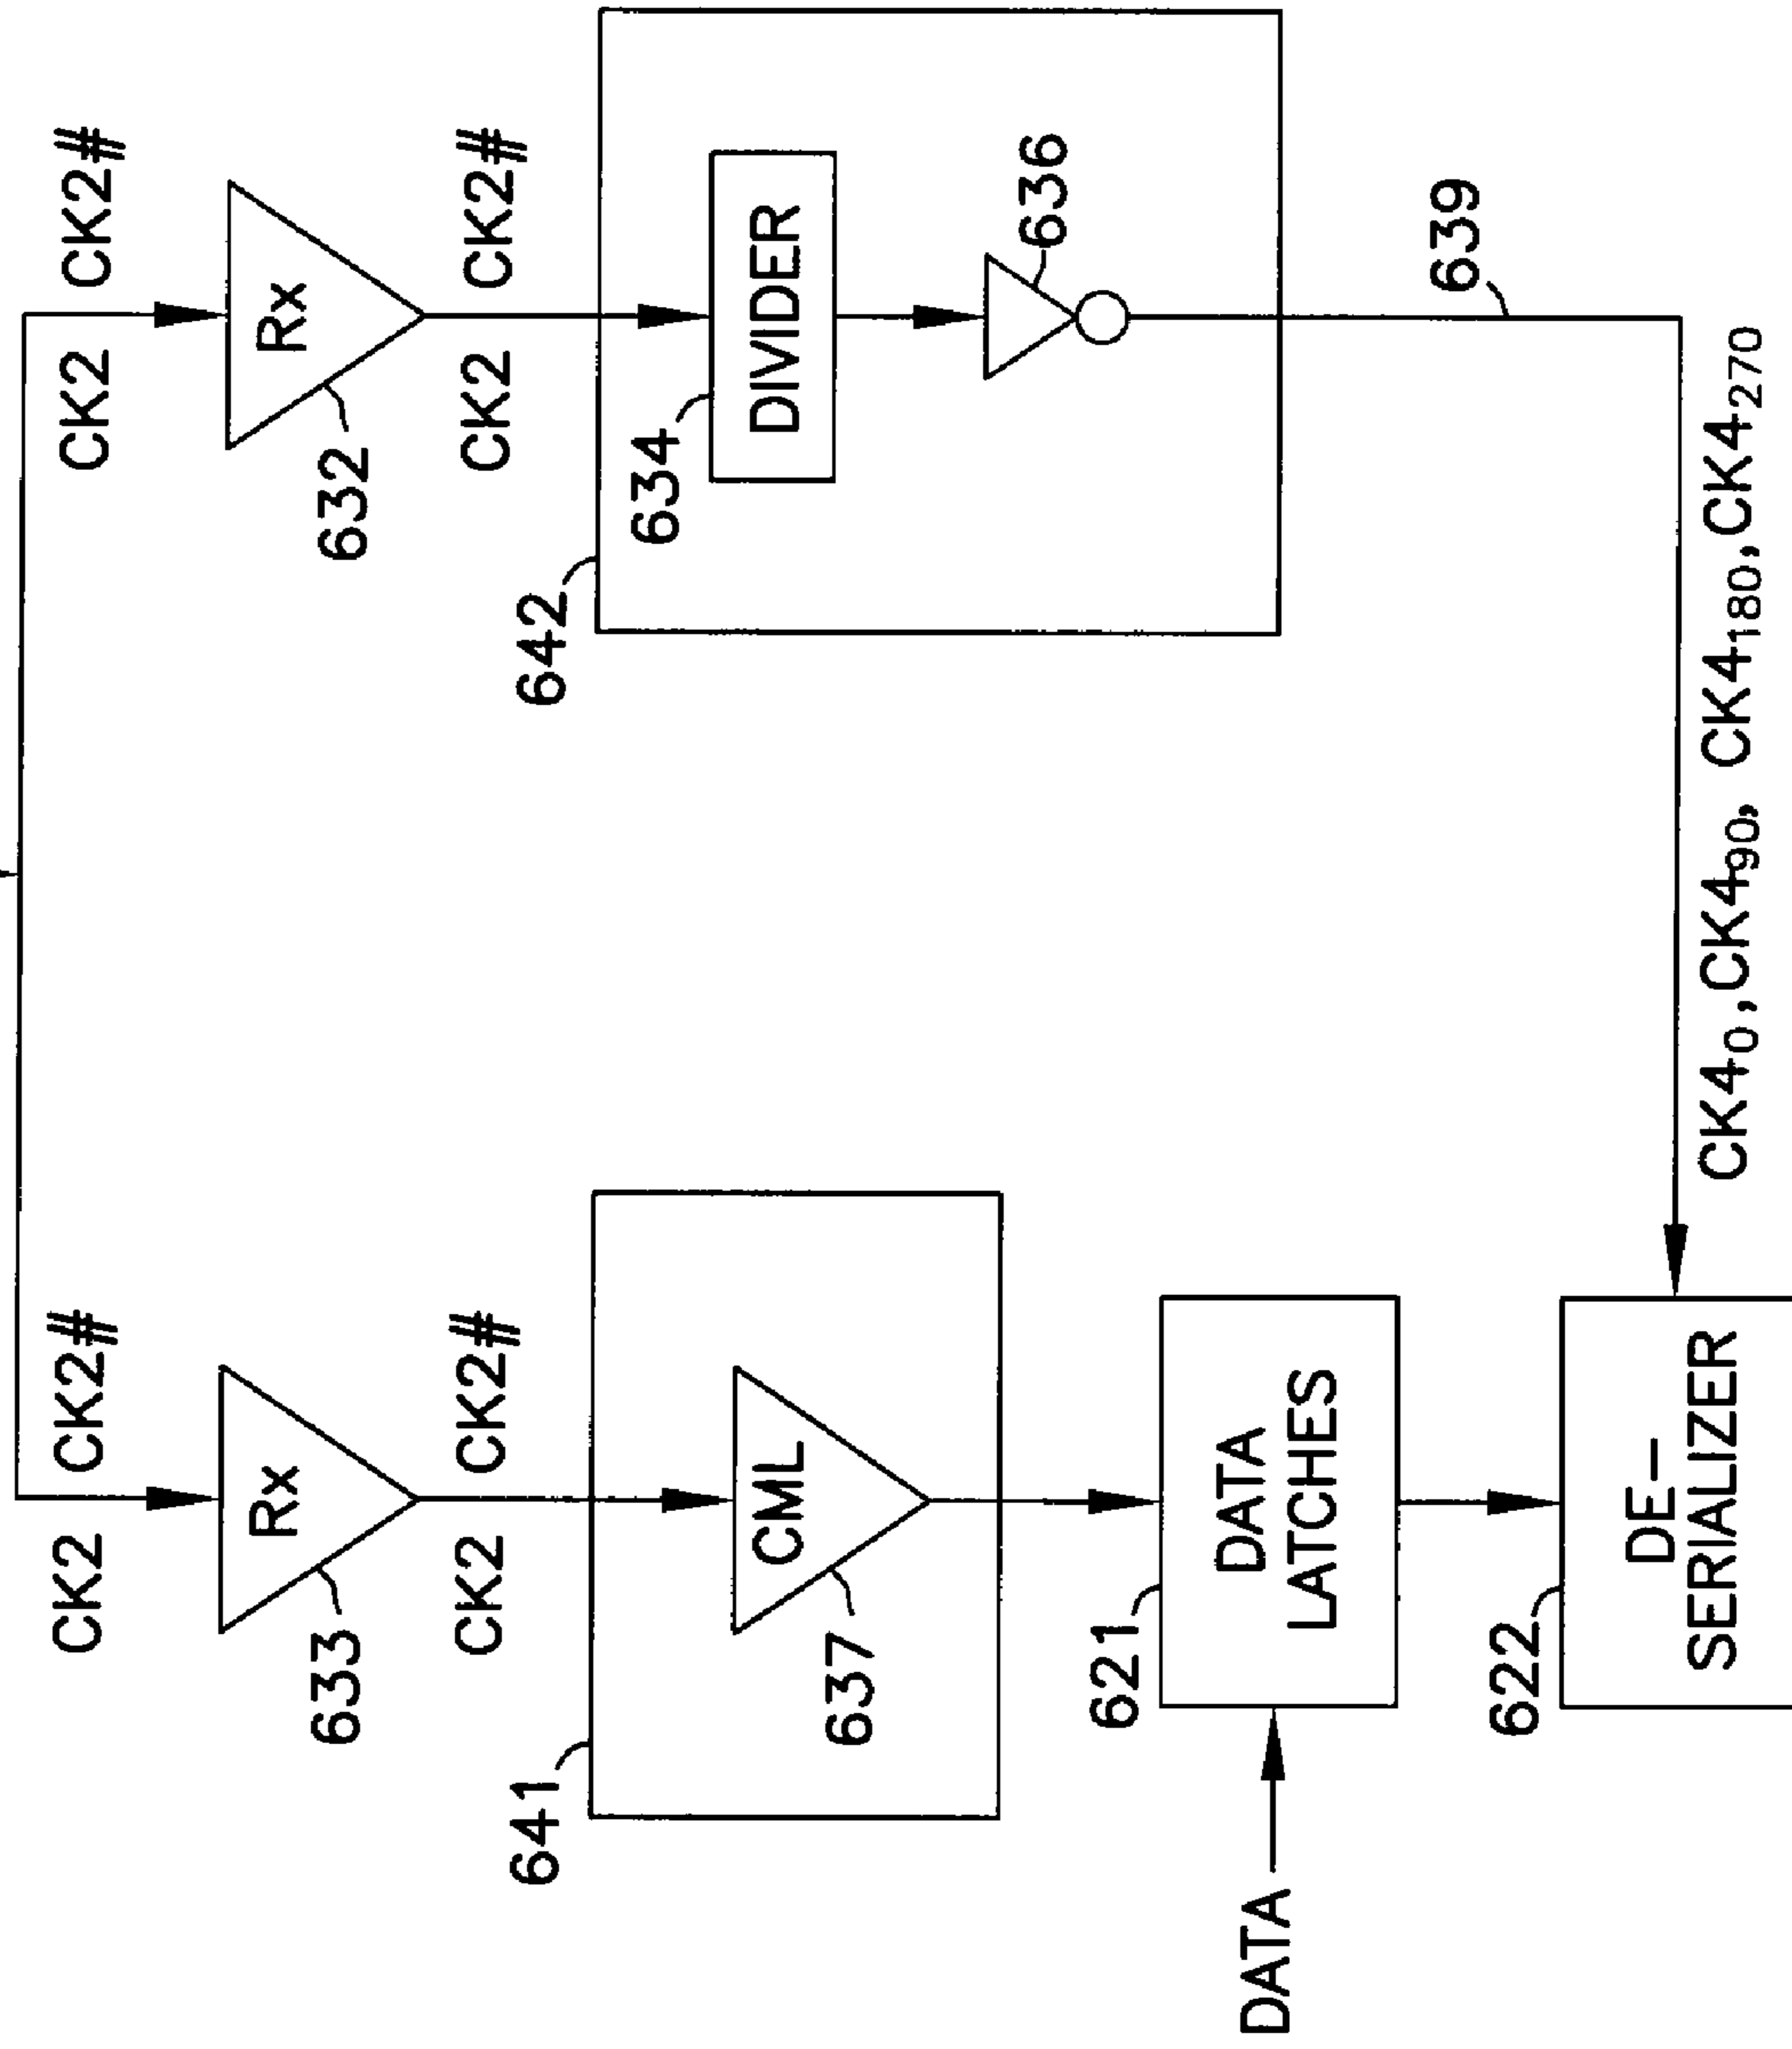 CK2 CK2#
CK2 CK2#
Rx
633
Rx
632
CK2 CK2#
CK2 CK2#
641
CML
637
642
634
DIVIDER
636
639
DATA
621
DATA
LATCHES
622
DE-
SERIALIZER
CK4₀,CK4₉₀, CK4₁₈₀,CK4₂₇₀